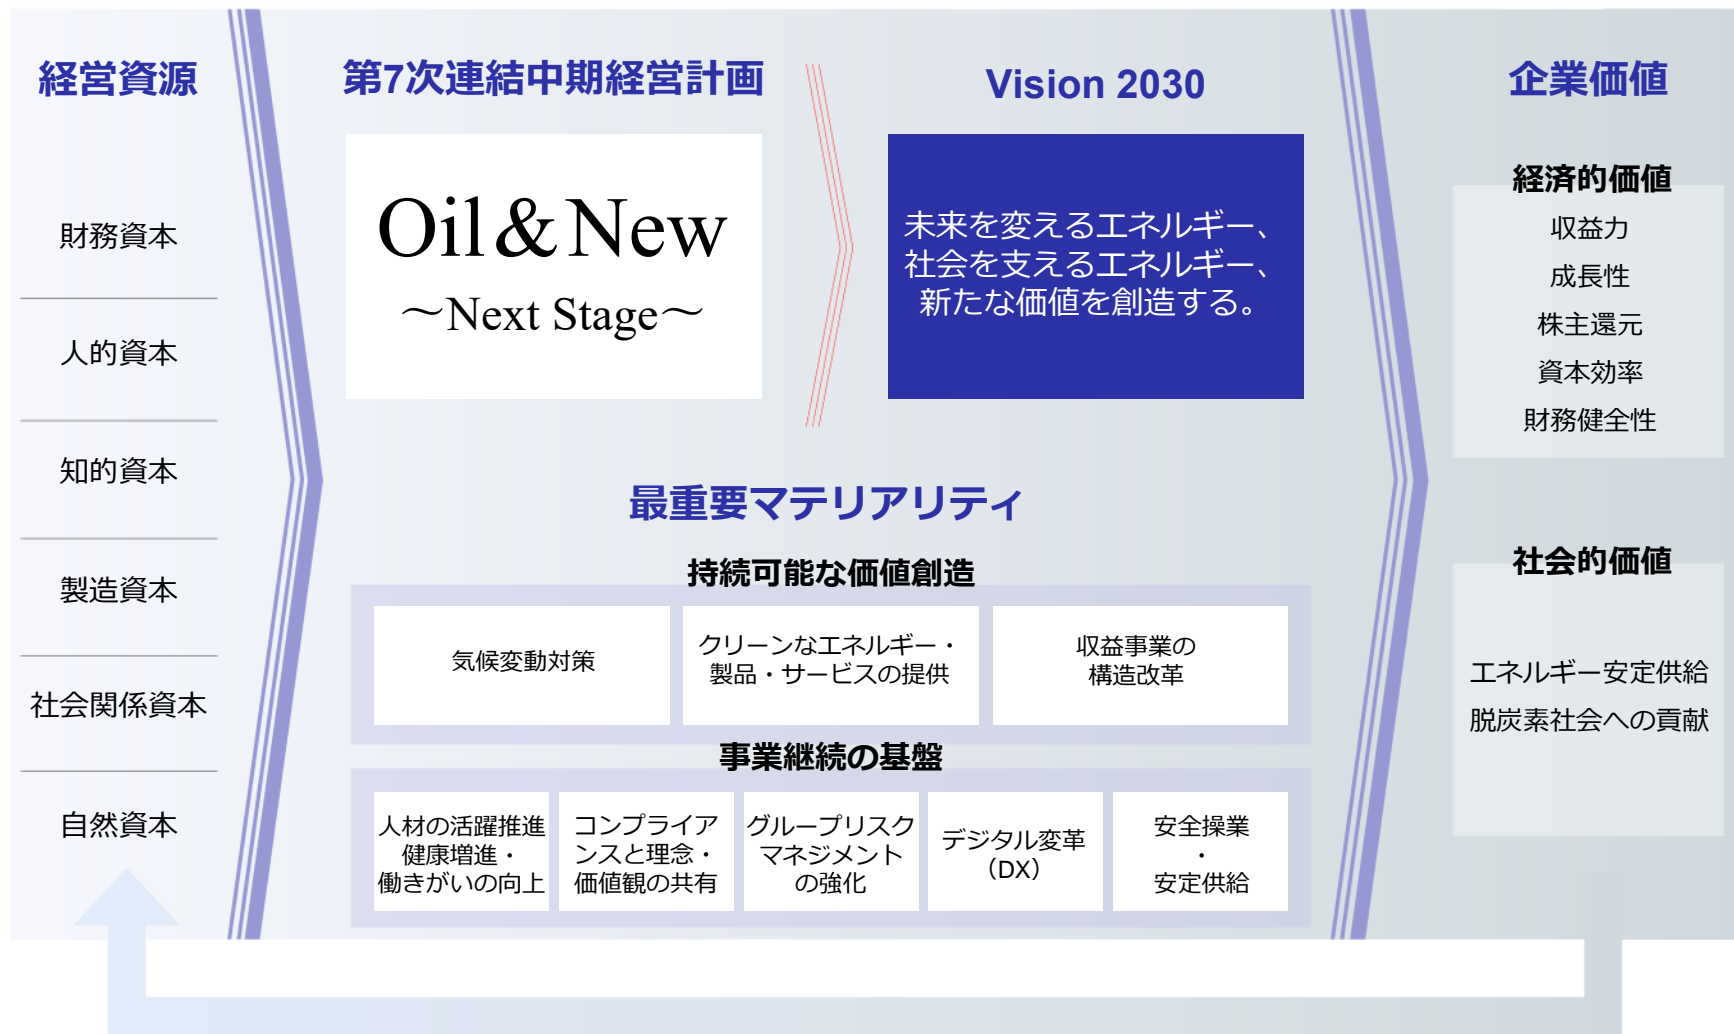 経営資源
財務資本
人的資本
知的資本
製造資本
社会関係資本
自然資本
第7次連結中期経営計画
Oil&New
～Next Stage～
Vision 2030
未来を変えるエネルギー、
社会を支えるエネルギー、
新たな価値を創造する。
最重要マテリアリティ
持続可能な価値創造
気候変動対策
クリーンなエネルギー・
製品・サービスの提供
収益事業の
構造改革
事業継続の基盤
人材の活躍推進
健康増進・
働きがいの向上
コンプライア
ンスと理念・
価値観の共有
グループリスク
マネジメント
の強化
デジタル変革
（DX）
安全操業
・
安定供給
企業価値
経済的価値
収益力
成長性
株主還元
資本効率
財務健全性
社会的価値
エネルギー安定供給
脱炭素社会への貢献